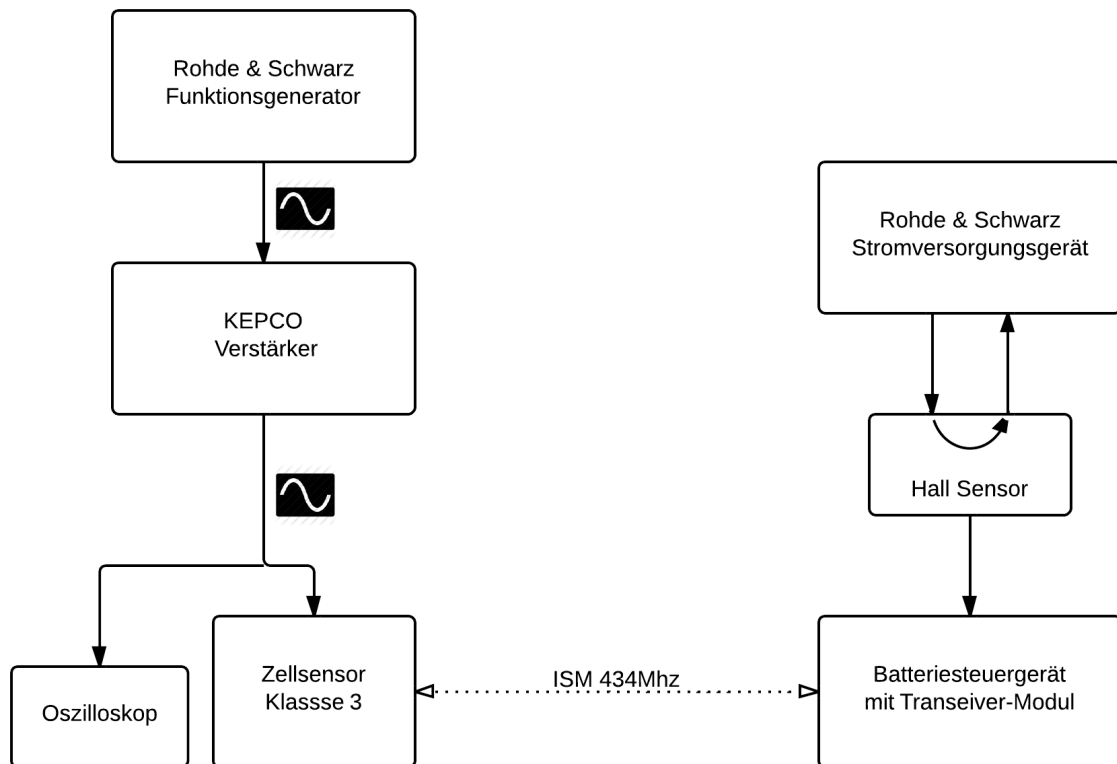 Rohde & Schwarz
Funktionsgenerator
Rohde & Schwarz
Stromversorgungsgerät
KEPCO
Verstärker
Hall Sensor
Oszilloskop
Zellsensor
Klassse 3
ISM 434Mhz
Batteriesteuergerät
mit Transeiver-Modul